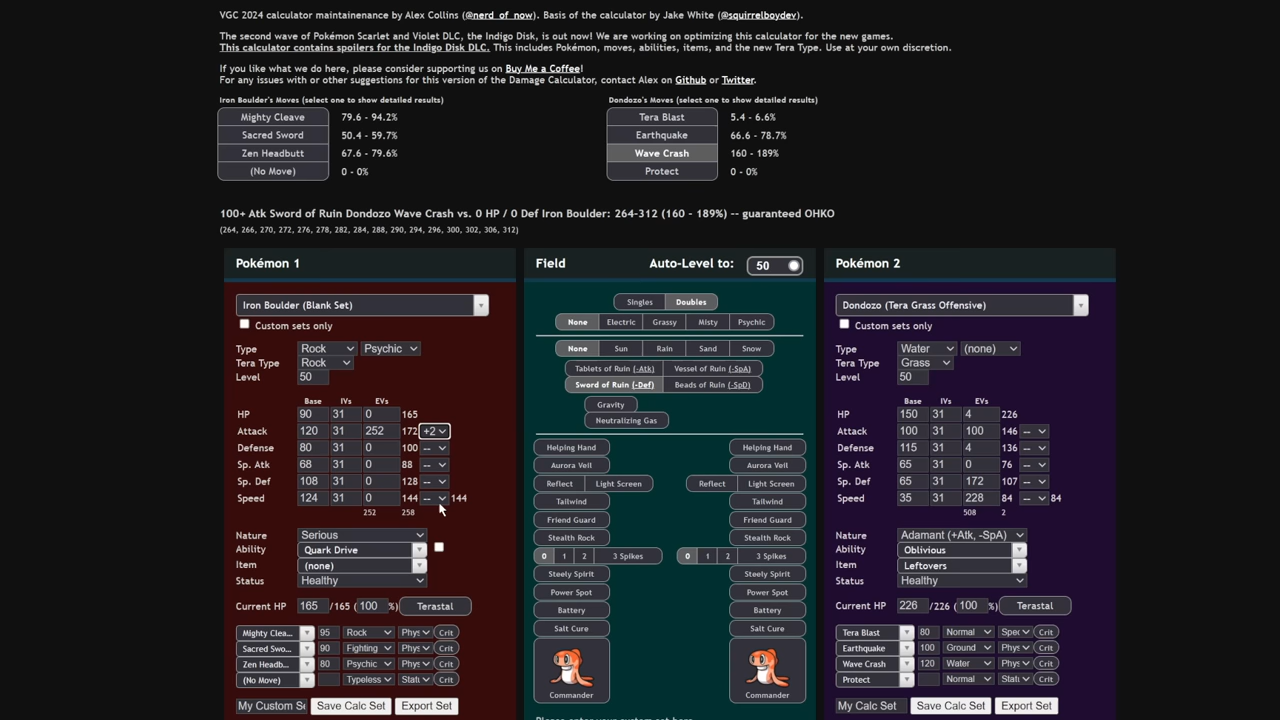 VGC 2024 calculator maintainenance by Alex Collins (@nerd_of_now). Basis of the calculator by Jake White (@squirrelboydev).
The second wave of Pokémon Scarlet and Violet DLC, the Indigo Disk, is out now! We are working on optimizing this calculator for the new games.
This calculator contains spoilers for the Indigo Disk DLC. This includes Pokémon, moves, abilities, items, and the new Tera Type. Use at your own discretion.
If you like what we do here, please consider supporting us on Buy Me a Coffee!
For any issues with or other suggestions for this version of the Damage Calculator, contact Alex on Github or Twitter.
Iron Boulder's Moves (select one to show detailed results)
Mighty Cleave 79.6 - 94.2%
Sacred Sword 50.4 - 59.7%
Zen Headbutt 67.6 - 79.6%
(No Move) 0 - 0%
Dondozo's Moves (select one to show detailed results)
Tera Blast 5.4 - 6.6%
Earthquake 66.6 - 78.7%
Wave Crash 160 - 189%
Protect 0 - 0%
100+ Atk Sword of Ruin Dondozo Wave Crash vs. 0 HP / 0 Def Iron Boulder: 264-312 (160 - 189%) -- guaranteed OHKO
(264, 266, 270, 272, 276, 278, 282, 284, 288, 290, 294, 296, 300, 302, 306, 312)
Pokémon 1
Iron Boulder (Blank Set)
Custom sets only
Type Rock Psychic
Tera Type Rock
Level 50
Base IVs EVs
HP 90 31 0 165
Attack 120 31 252 172 +2
Defense 80 31 0 100 --
Sp. Atk 68 31 0 88 --
Sp. Def 108 31 0 128 --
Speed 124 31 0 144 -- 144
252 258
Nature Serious
Ability Quark Drive
Item (none)
Status Healthy
Current HP 165 /165 ( 100 %) Terastal
Mighty Clea... 95 Rock Phys Crit
Sacred Swo... 90 Fighting Phys Crit
Zen Headb... 80 Psychic Phys Crit
(No Move) Typeless Stat Crit
My Custom Se Save Calc Set Export Set
Field Auto-Level to: 50
Singles Doubles
None Electric Grassy Misty Psychic
None Sun Rain Sand Snow
Tablets of Ruin (-Atk) Vessel of Ruin (-SpA)
Sword of Ruin (-Def) Beads of Ruin (-SpD)
Gravity
Neutralizing Gas
Helping Hand Helping Hand
Aurora Veil Aurora Veil
Reflect Light Screen Reflect Light Screen
Tailwind Tailwind
Friend Guard Friend Guard
Stealth Rock Stealth Rock
0 1 2 3 Spikes 0 1 2 3 Spikes
Steely Spirit Steely Spirit
Power Spot Power Spot
Battery Battery
Salt Cure Salt Cure
Commander Commander
Pokémon 2
Dondozo (Tera Grass Offensive)
Custom sets only
Type Water (none)
Tera Type Grass
Level 50
Base IVs EVs
HP 150 31 4 226
Attack 100 31 100 146 --
Defense 115 31 4 136 --
Sp. Atk 65 31 0 76 --
Sp. Def 65 31 172 107 --
Speed 35 31 228 84 -- 84
508 2
Nature Adamant (+Atk, -SpA)
Ability Oblivious
Item Leftovers
Status Healthy
Current HP 226 /226 ( 100 %) Terastal
Tera Blast 80 Normal Spec Crit
Earthquake 100 Ground Phys Crit
Wave Crash 120 Water Phys Crit
Protect Normal Stat Crit
My Calc Set Save Calc Set Export Set